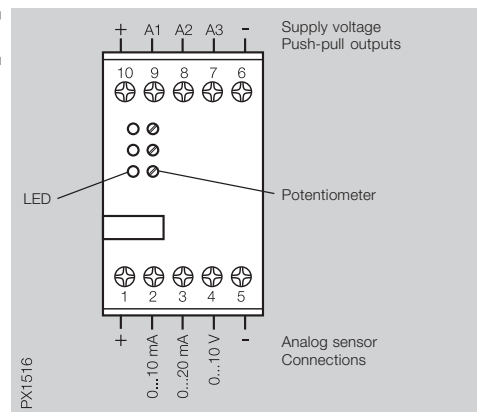 + A1 A2 A3 -
Supply voltage
Push-pull outputs
10 9 8 7 6
LED
Potentiometer
1 2 3 4 5
+ 0...10 mA 0...20 mA 0...10 V -
Analog sensor
Connections
PX1516